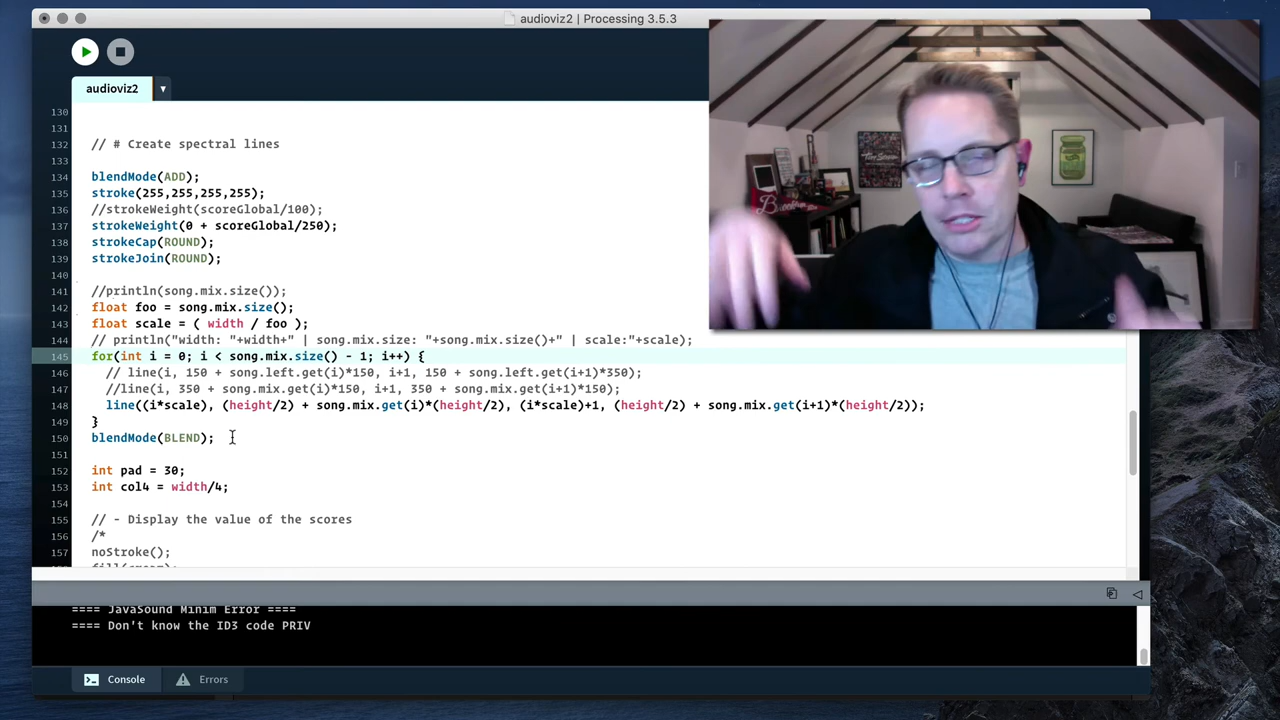 audioviz2 | Processing 3.5.3
audioviz2
130
131
132 // # Create spectral lines
133
134 blendMode(ADD);
135 stroke(255,255,255,255);
136 //strokeWeight(scoreGlobal/100);
137 strokeWeight(0 + scoreGlobal/250);
138 strokeCap(ROUND);
139 strokeJoin(ROUND);
140
141 //println(song.mix.size());
142 float foo = song.mix.size();
143 float scale = ( width / foo );
144 // println("width: "+width+" | song.mix.size: "+song.mix.size()+" | scale:"+scale);
145 for(int i = 0; i < song.mix.size() - 1; i++) {
146 // line(i, 150 + song.left.get(i)*150, i+1, 150 + song.left.get(i+1)*350);
147 //line(i, 350 + song.mix.get(i)*150, i+1, 350 + song.mix.get(i+1)*150);
148 line((i*scale), (height/2) + song.mix.get(i)*(height/2), (i*scale)+1, (height/2) + song.mix.get(i+1)*(height/2));
149 }
150 blendMode(BLEND);
151
152 int pad = 30;
153 int col4 = width/4;
154
155 // - Display the value of the scores
156 /*
157 noStroke();
==== JavaSound Minim Error ====
==== Don't know the ID3 code PRIV
Console
Errors